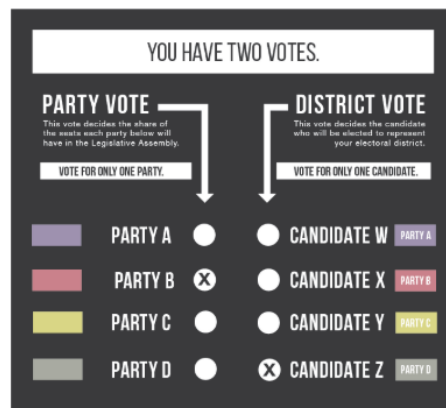 YOU HAVE TWO VOTES.
PARTY VOTE
This vote decides the share of
the seats each party below will
have in the Legislative Assembly.
VOTE FOR ONLY ONE PARTY.
DISTRICT VOTE
This vote decides the candidate
who will be elected to represent
your electoral district.
VOTE FOR ONLY ONE CANDIDATE.
PARTY A
CANDIDATE W PARTY A
PARTY B X
CANDIDATE X PARTY B
PARTY C
CANDIDATE Y PARTY C
PARTY D
X CANDIDATE Z PARTY D